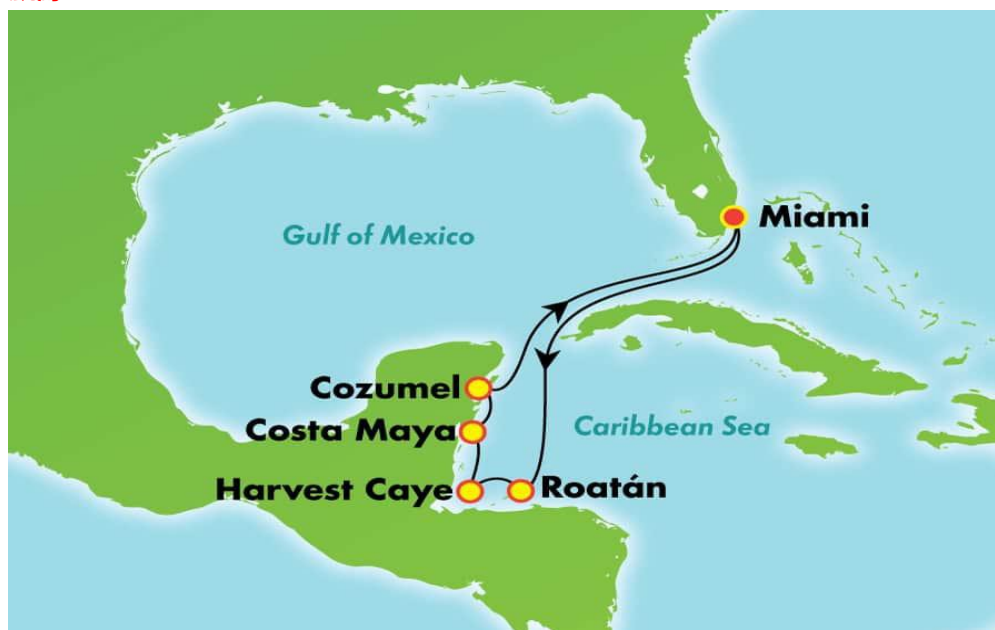 Miami
Gulf of Mexico
Cozumel
Costa Maya
Caribbean Sea
Harvest Caye
Roatán